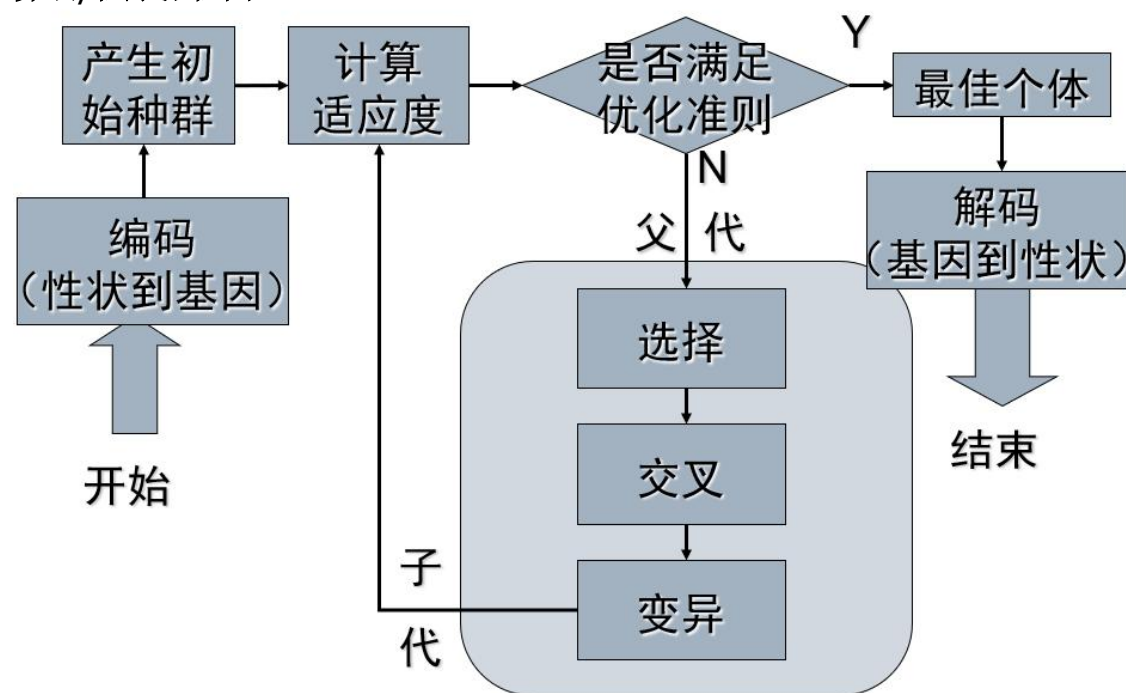 产生初
始种群
计算
适应度
是否满足
优化准则
Y
最佳个体
N
编码
(性状到基因)
父 代
解码
(基因到性状)
选择
开始
交叉
结束
子
代
变异